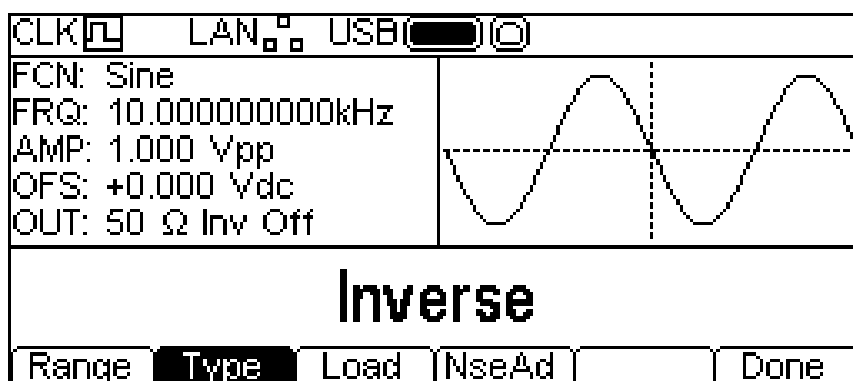 CLK LAN USB
FCN: Sine
FRQ: 10.000000000kHz
AMP: 1.000 Vpp
OFS: +0.000 Vdc
OUT: 50 Ω Inv Off
Inverse
Range Type Load NseAd Done